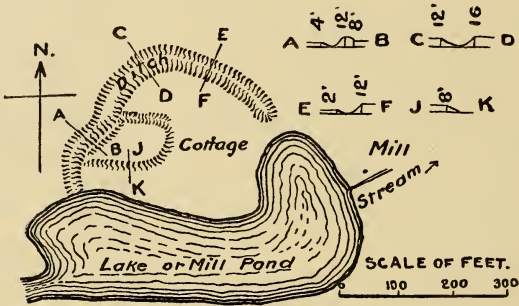 N.
C
E
Ditch
D
F
A
B
J
K
Cottage
Mill
Stream
Lake or Mill Pond
A 4' 12' 8' B
C 12' 16 D
E 2' 12' F
J 8' K
SCALE OF FEET.
0 100 200 300